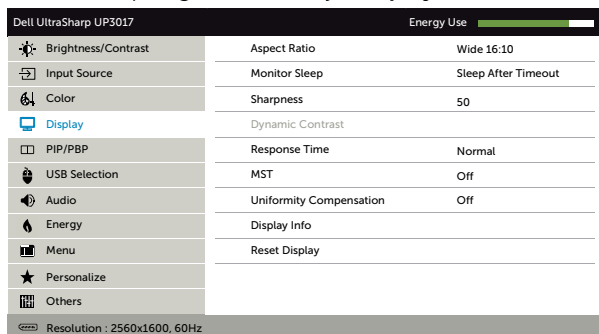 Dell UltraSharp UP3017 Energy Use
Brightness/Contrast Aspect Ratio Wide 16:10
Input Source Monitor Sleep Sleep After Timeout
Color Sharpness 50
Display Dynamic Contrast
PIP/PBP Response Time Normal
USB Selection MST Off
Audio Uniformity Compensation Off
Energy Display Info
Menu Reset Display
Personalize
Others
Resolution : 2560x1600, 60Hz